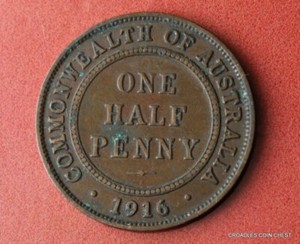 COMMONWEALTH OF AUSTRALIA
ONE
HALF
PENNY
· 1916 ·
CROADLES COIN CHEST